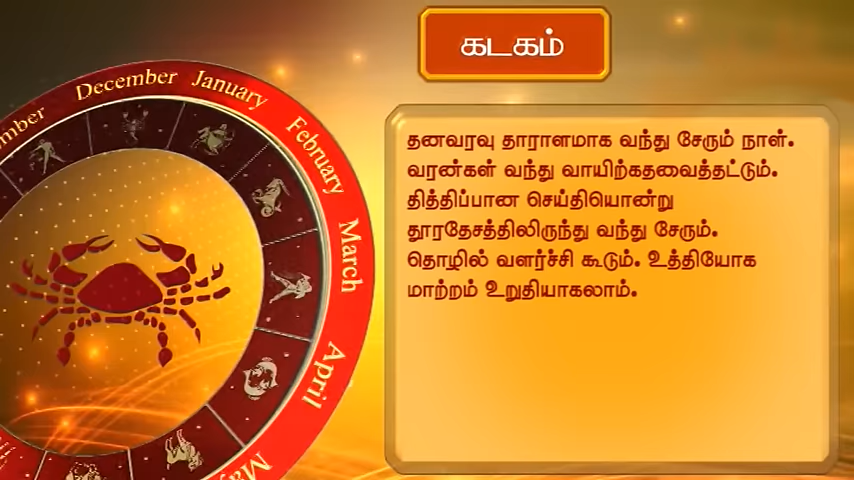 கடகம்
mber
December
January
February
March
April
தனவரவு தாராளமாக வந்து சேரும் நாள்.
வரன்கள் வந்து வாயிற்கதவைத்தட்டும்.
தித்திப்பான செய்தியொன்று
தூரதேசத்திலிருந்து வந்து சேரும்.
தொழில் வளர்ச்சி கூடும். உத்தியோக
மாற்றம் உறுதியாகலாம்.